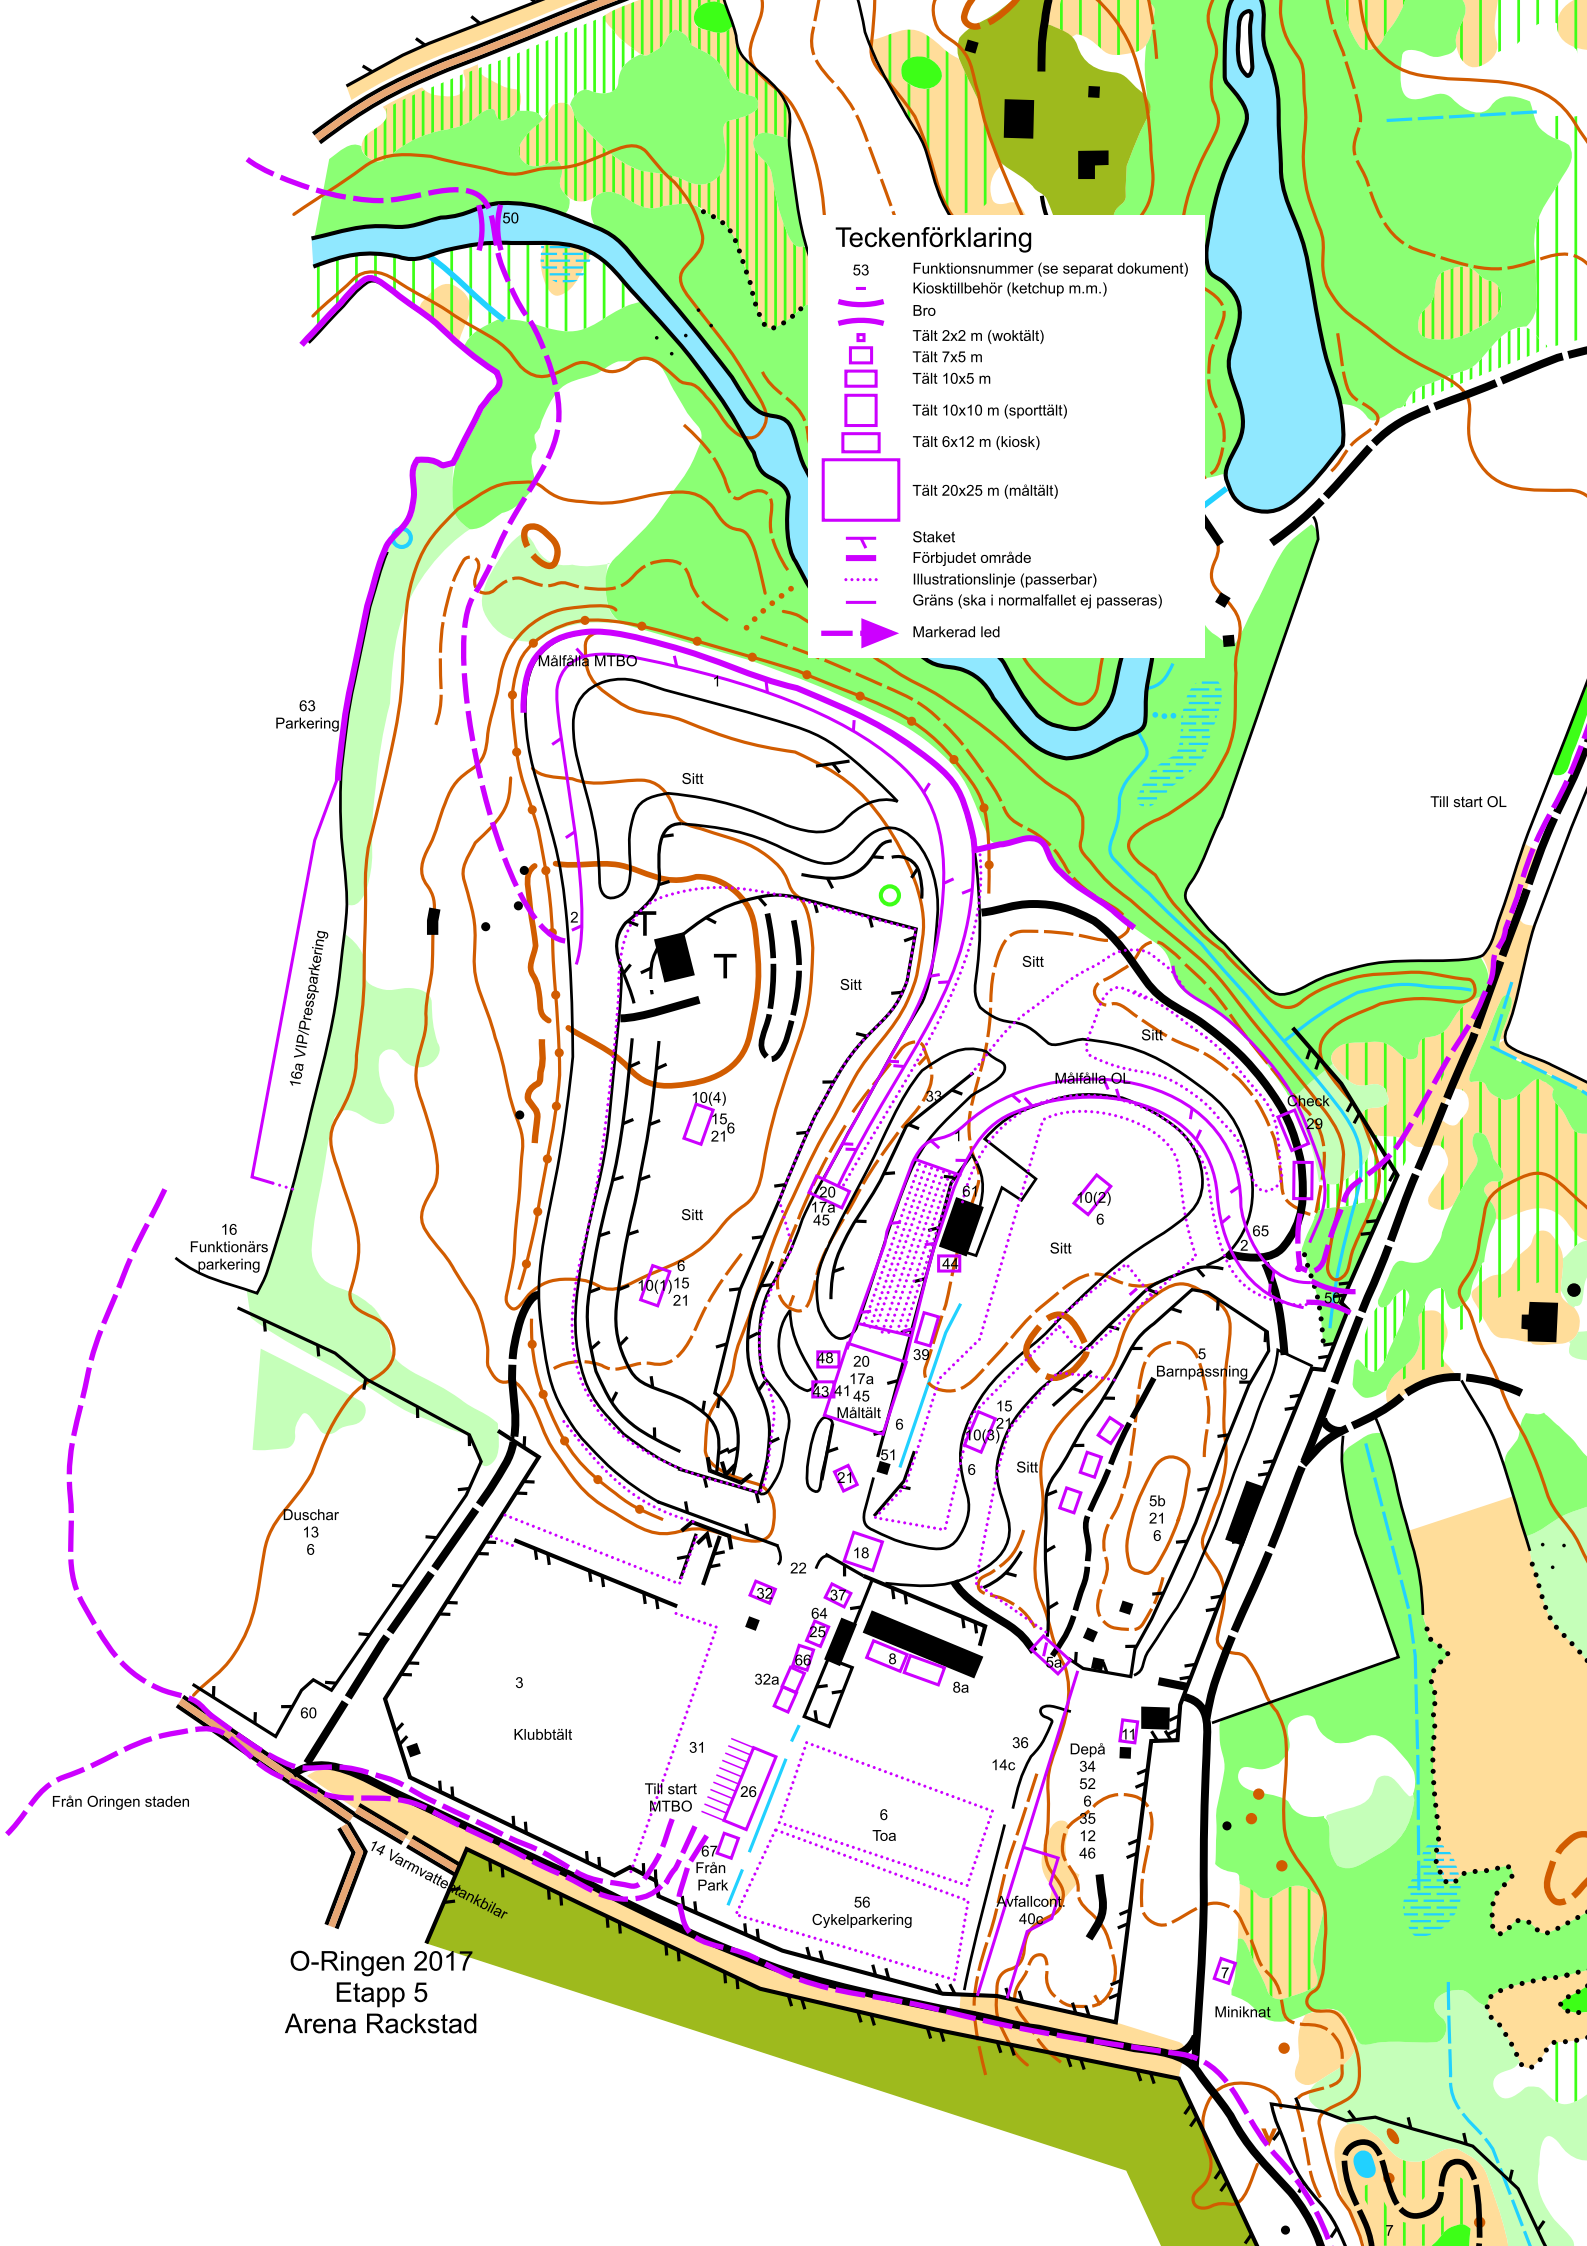 50
Teckenförklaring
53 Funktionsnummer (se separat dokument)
Kiosktillbehör (ketchup m.m.)
Bro
Tält 2x2 m (woktält)
Tält 7x5 m
Tält 10x5 m
Tält 10x10 m (sporttält)
Tält 6x12 m (kiosk)
Tält 20x25 m (måltält)
Staket
Förbjudet område
Illustrationslinje (passerbar)
Gräns (ska i normalfallet ej passeras)
Markerad led
Målfålla MTBO
1
63
Parkering
Sitt
Till start OL
2
16a VIP/Pressparkering
Sitt
Sitt
Sitt
Målfålla OL
33
10(4)
15
6
21
Check
29
1
20
17a
45
61
10(2)
6
Sitt
Sitt
65
2
16
Funktionärs
parkering
44
6
10(1)
15
21
50
39
48
20
17a
43
41
45
Måltält
5
Barnpassning
6
15
21
10(3)
51
6
Sitt
21
5b
21
6
Duschar
13
6
18
22
32
37
64
25
66
8
5a
32a
8a
3
Klubbtält
60
31
36
14c
11
Depå
34
52
6
35
12
46
Till start
MTBO
26
6
Toa
Från Oringen staden
67
Från
Park
14 Varmvattentankbilar
56
Cykelparkering
Avfallcont.
40c
O-Ringen 2017
Etapp 5
Arena Rackstad
7
Miniknat
7